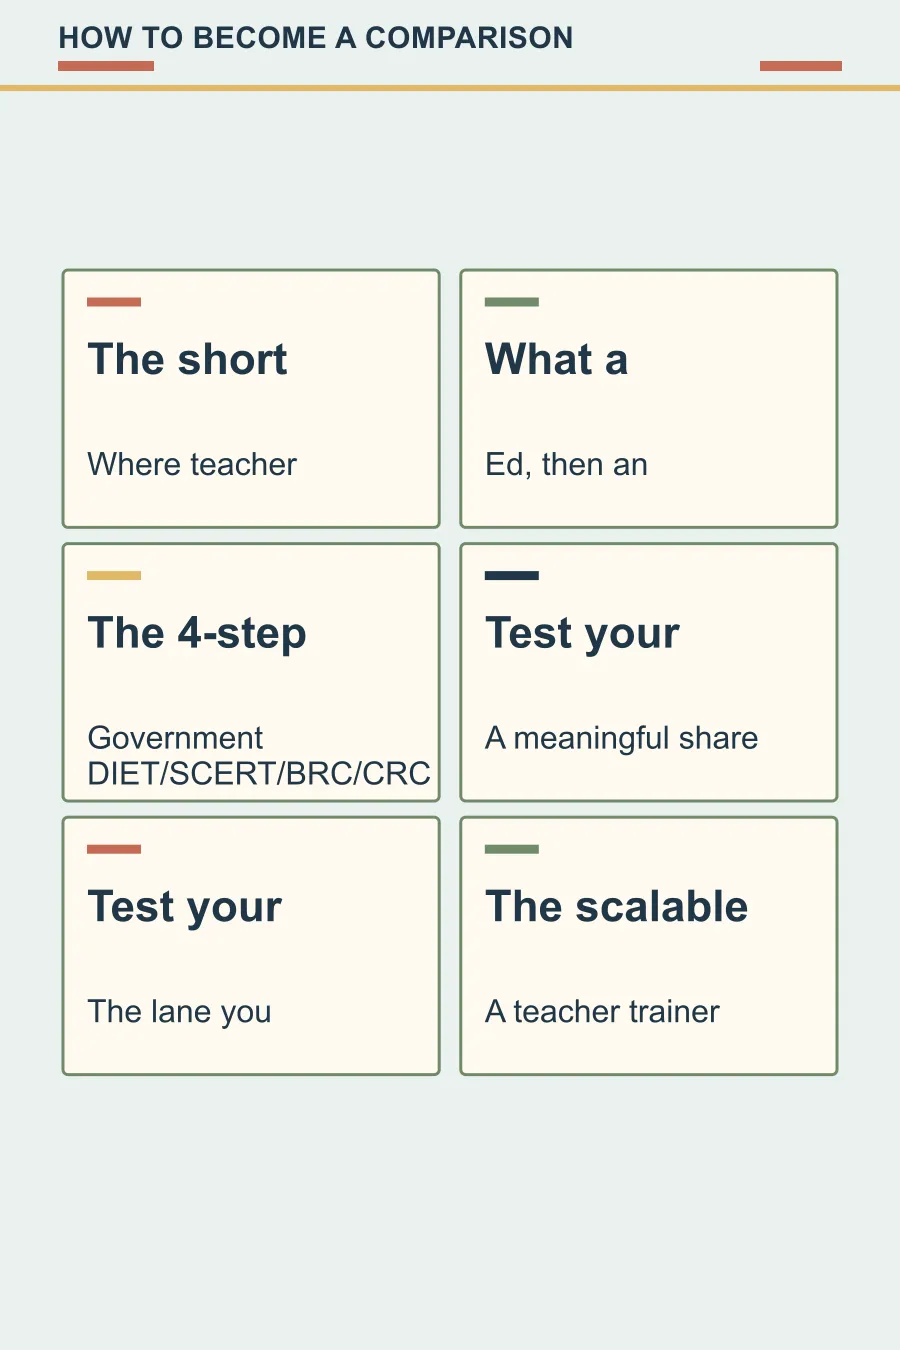 HOW TO BECOME A COMPARISON
The short
Where teacher
What a
Ed, then an
The 4-step
Government
DIET/SCERT/BRC/CRC
Test your
A meaningful share
Test your
The lane you
The scalable
A teacher trainer